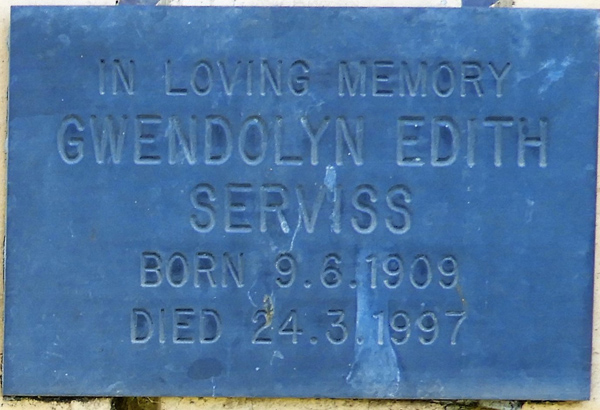 IN LOVING MEMORY
GWENDOLYN EDITH
SERVISS
BORN 9.6.1909
DIED 24.3.1997